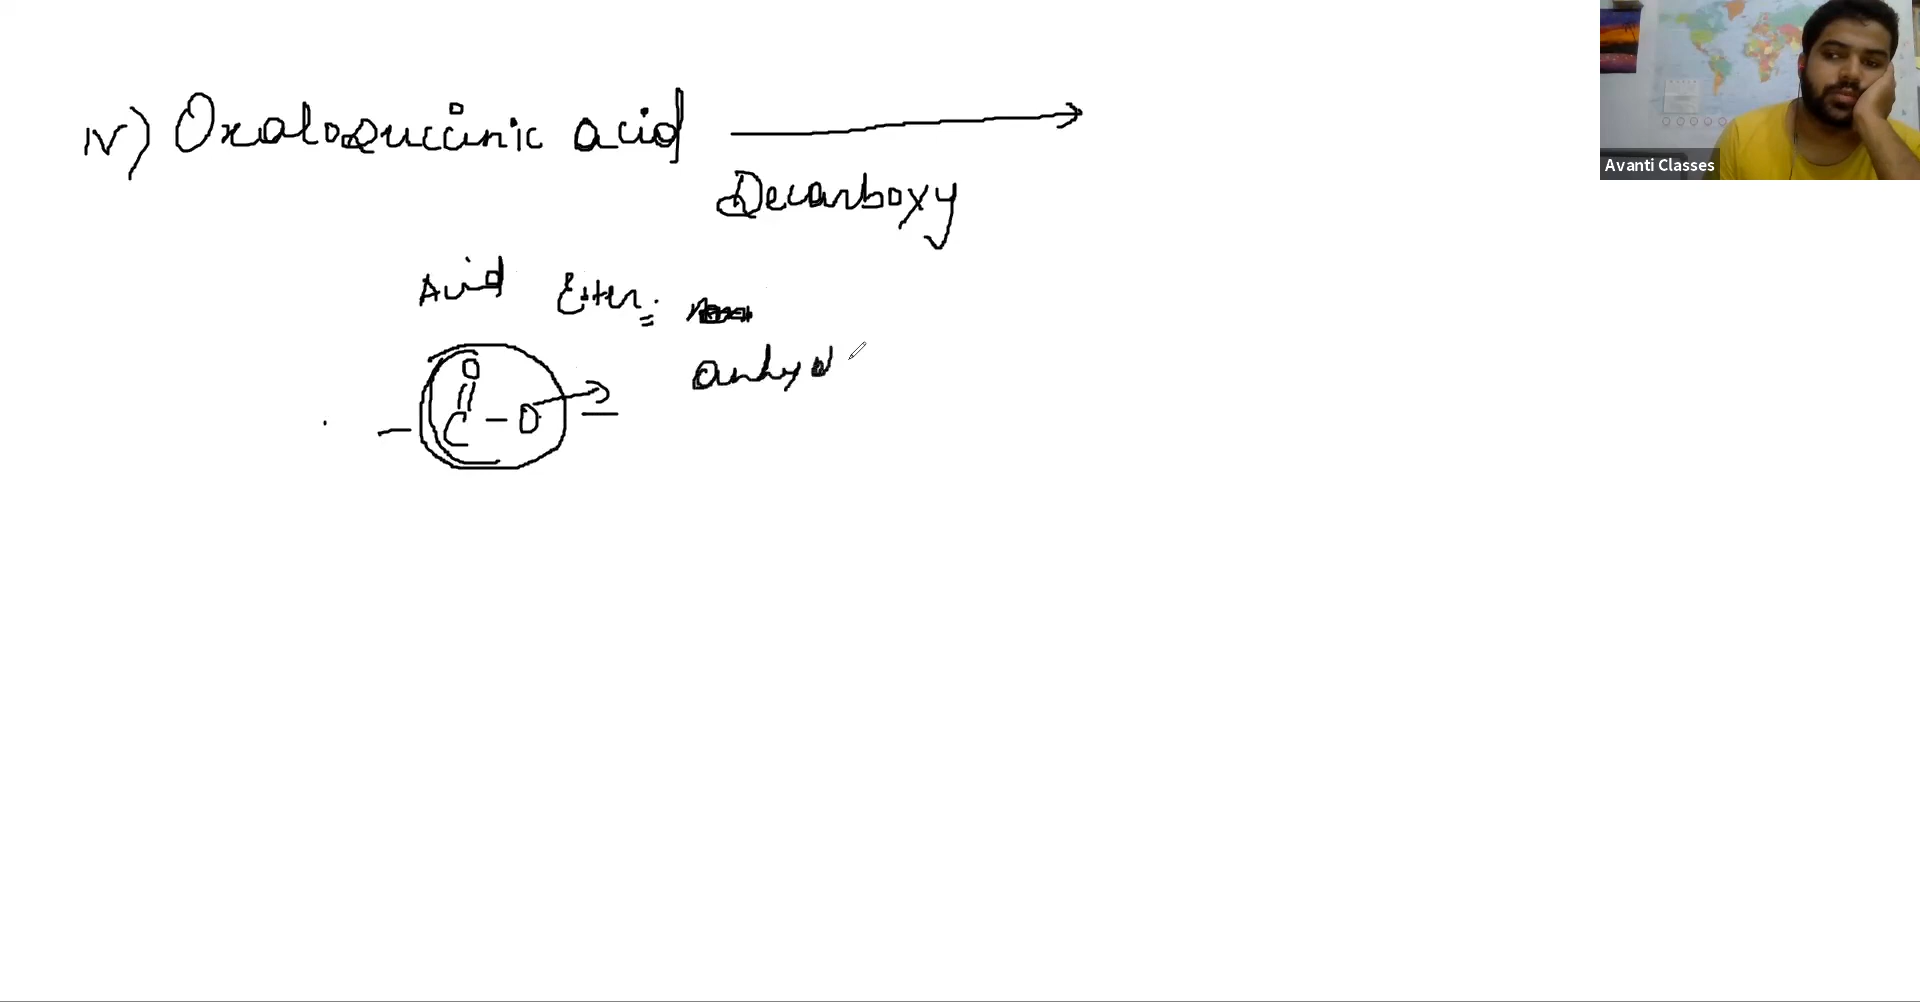 IV) Oxalosuccinic acid
Decarboxy
Acid Ester.
anhyd
O
C - O
Avanti Classes